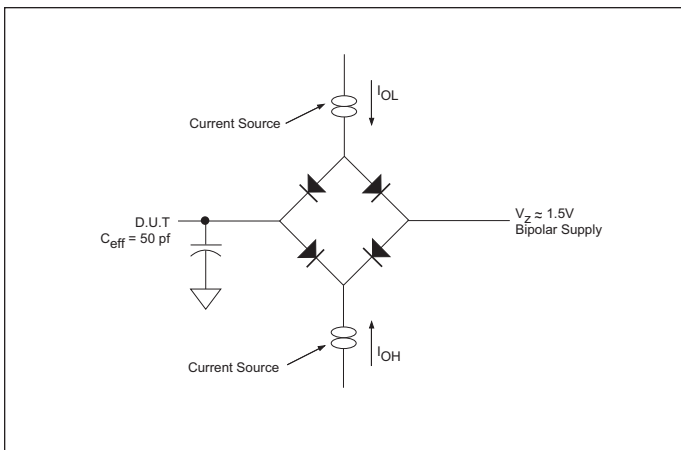 I_OL
Current Source
D.U.T
C_eff = 50 pf
V_Z ≈ 1.5V
Bipolar Supply
I_OH
Current Source